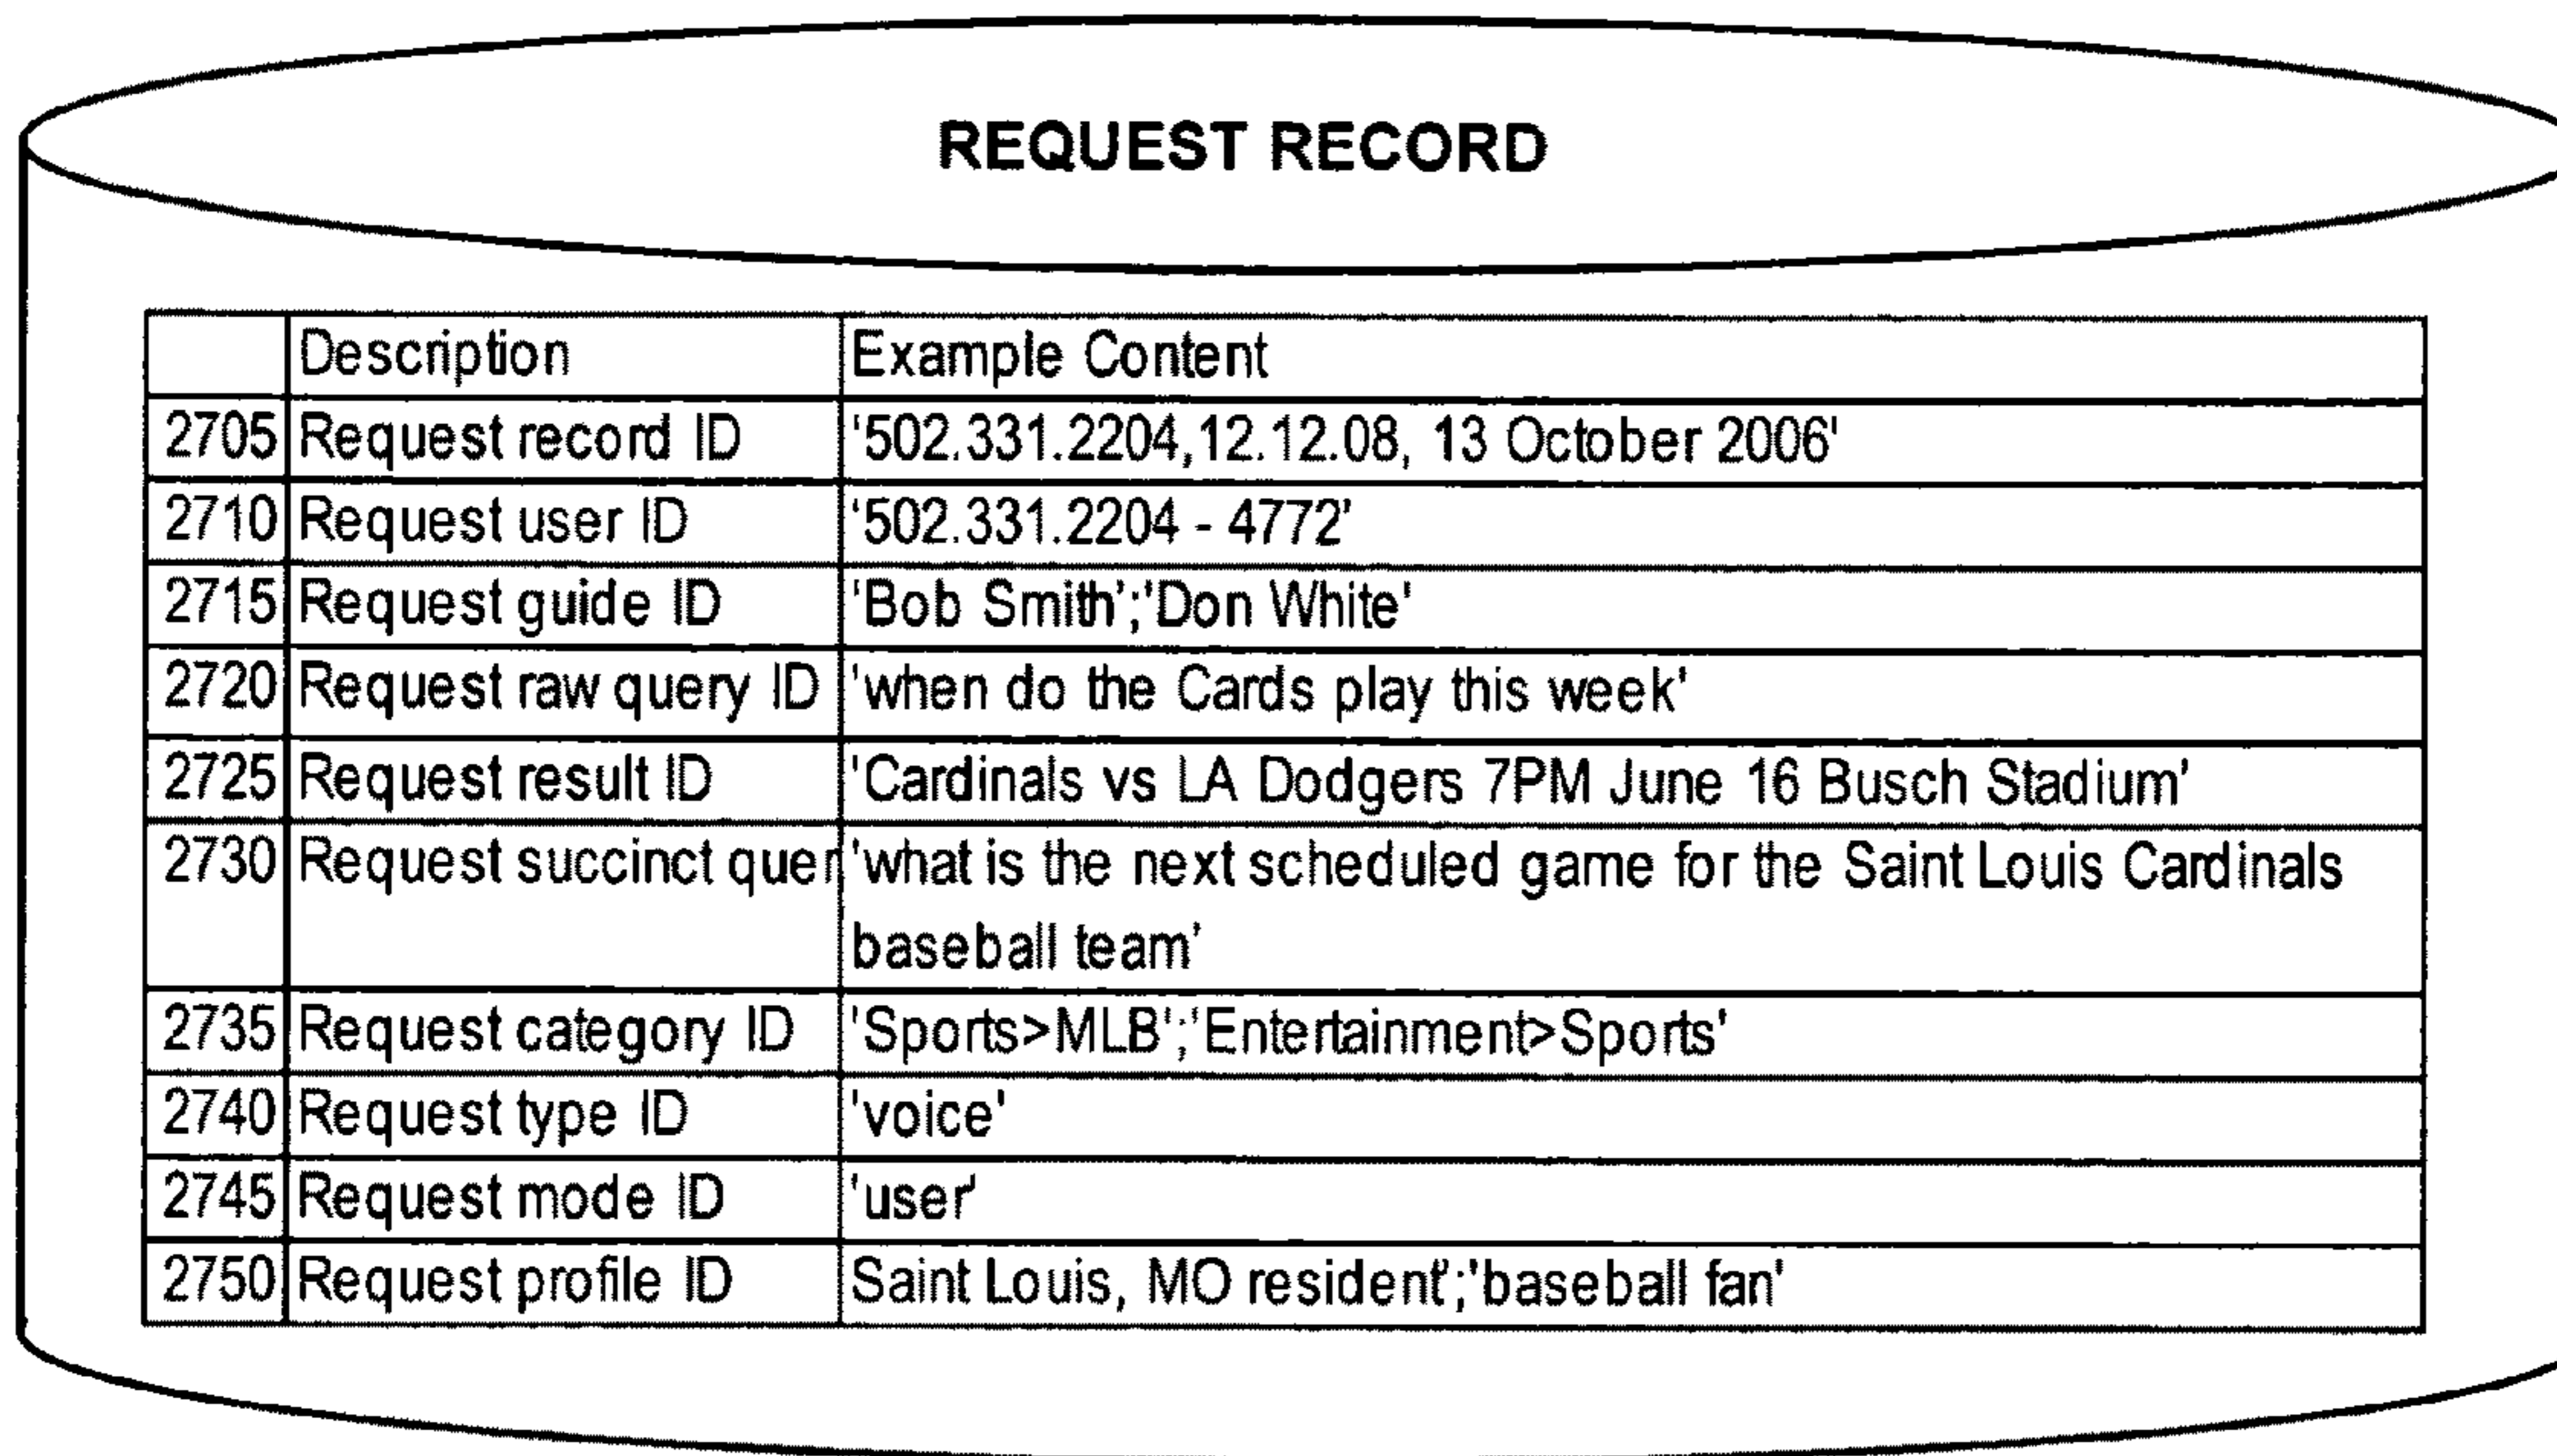 REQUEST RECORD
Description Example Content
2705 Request record ID '502.331.2204,12.12.08, 13 October 2006'
2710 Request user ID '502.331.2204 - 4772'
2715 Request guide ID 'Bob Smith';'Don White'
2720 Request raw query ID 'when do the Cards play this week'
2725 Request result ID 'Cardinals vs LA Dodgers 7PM June 16 Busch Stadium'
2730 Request succinct quer 'what is the next scheduled game for the Saint Louis Cardinals
baseball team'
2735 Request category ID 'Sports>MLB';'Entertainment>Sports'
2740 Request type ID 'voice'
2745 Request mode ID 'user'
2750 Request profile ID Saint Louis, MO resident';'baseball fan'